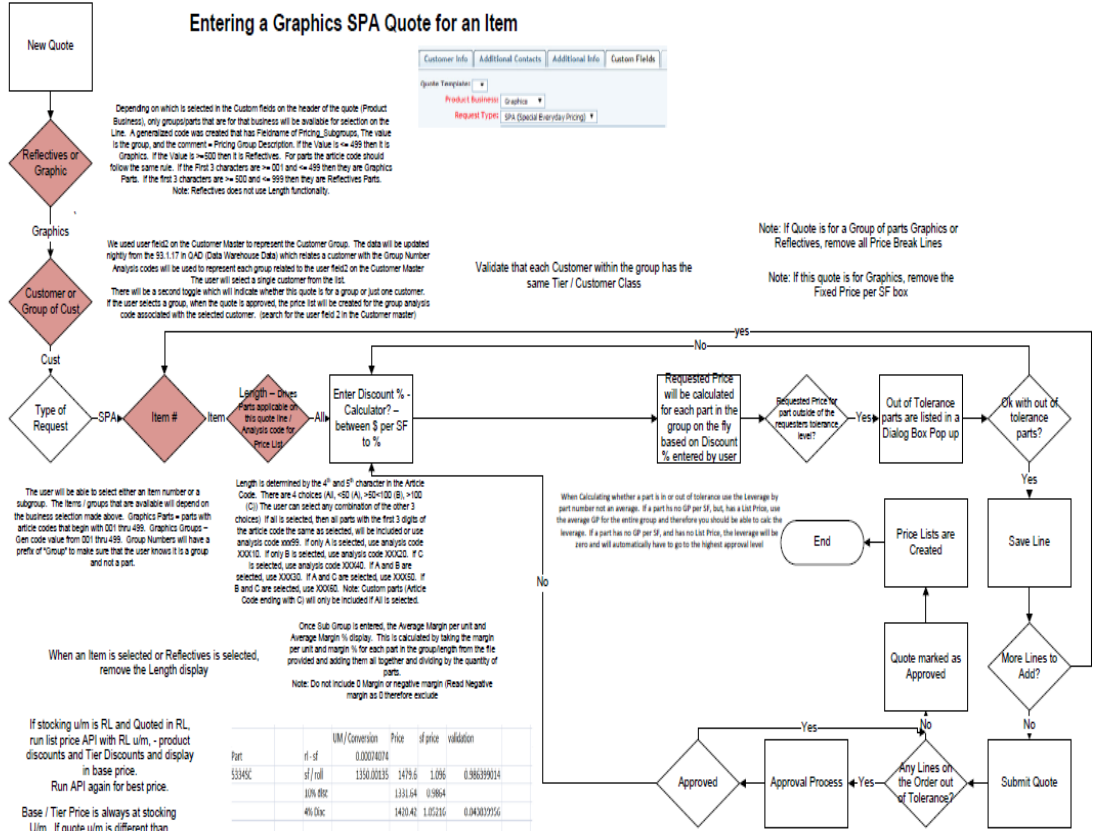 Entering a Graphics SPA Quote for an Item
New Quote
Customer Info
Additional Contacts
Additional Info
Custom Fields
Quote Template:
Product Business: Graphics
Request Type: SPA (Special Everyday Pricing)
Depending on which is selected in the Custom fields on the header of the quote (Product
Business), only groups/parts that are for that business will be available for selection on the
Line. A generalized code was created that has Fieldname of Pricing_Subgroups, The value
is the group, and the comment = Pricing Group Description. If the Value is <= 499 then it is
Graphics. If the Value is >=500 then it is Reflectives. For parts the article code should
follow the same rule. If the First 3 characters are >= 001 and <= 499 then they are Graphics
Parts. If the first 3 characters are >= 500 and <= 999 then they are Reflectives Parts.
Note: Reflectives does not use Length functionality.
Reflectives or
Graphic
Graphics
We used user field2 on the Customer Master to represent the Customer Group. The data will be updated
nightly from the 93.1.17 in QAD (Data Warehouse Data) which relates a customer with the Group Number
Analysis codes will be used to represent each group related to the user field2 on the Customer Master
The user will select a single customer from the list.
There will be a second toggle which will indicate whether this quote is for a group or just one customer.
If the user selects a group, when the quote is approved, the price list will be created for the group analysis
code associated with the selected customer. (search for the user field 2 in the Customer master)
Customer or
Group of Cust
Validate that each Customer within the group has the
same Tier / Customer Class
Note: If Quote is for a Group of parts Graphics or
Reflectives, remove all Price Break Lines
Note: If this quote is for Graphics, remove the
Fixed Price per SF box
yes
No
Cust
Type of
Request
SPA
Item #
Item
Length – Drives
Parts applicable on
this quote line /
Analysis code for
Price List
All
Enter Discount % -
Calculator? –
between $ per SF
to %
Requested Price
will be calculated
for each part in the
group on the fly
based on Discount
% entered by user
Requested Price for
part outside of the
requesters tolerance
level?
Yes
Out of Tolerance
parts are listed in a
Dialog Box Pop up
Ok with out of
tolerance
parts?
Yes
The user will be able to select either an item number or a
subgroup. The items / groups that are available will depend on
the business selection made above. Graphics Parts = parts with
article codes that begin with 001 thru 499. Graphics Groups –
Gen code value from 001 thru 499. Group Numbers will have a
prefix of "Group" to make sure that the user knows it is a group
and not a part.
Length is determined by the 4th and 5th character in the Article
Code. There are 4 choices (All, <50 (A), >50<100 (B), >100
(C)) The user can select any combination of the other 3
choices) If all is selected, then all parts with the first 3 digits of
the article code the same as selected, will be included or use
analysis code xxx99. If only A is selected, use analysis code
XXX10. If only B is selected, use analysis code XXX20. If C
is selected, use analysis code XXX40. If A and B are
selected, use XXX30. If A and C are selected, use XXX50. If
B and C are selected, use XXX60. Note: Custom parts (Article
Code ending with C) will only be included if All is selected.
When Calculating whether a part is in or out of tolerance use the Leverage by
part number not an average. If a part hs no GP per SF, but, has a List Price, use
the average GP for the entire group and therefore you should be able to calc the
leverage. If a part has no GP per SF, and has no List Price, the leverage will be
zero and will automatically have to go to the highest approval level
End
Price Lists are
Created
Save Line
No
Once Sub Group is entered, the Average Margin per unit and
Average Margin % display. This is calculated by taking the margin
per unit and margin % for each part in the group/length from the file
provided and adding them all together and dividing by the quantity of
parts.
Note: Do not include 0 Margin or negative margin (Read Negative
margin as 0 therefore exclude
When an Item is selected or Reflectives is selected,
remove the Length display
Quote marked as
Approved
More Lines to
Add?
No
No
If stocking u/m is RL and Quoted in RL,
run list price API with RL u/m, - product
discounts and Tier Discounts and display
in base price.
Run API again for best price.
Base / Tier Price is always at stocking
U/m. If quote u/m is different than
UM / Conversion Price sf price validation
Part rl - sf 0.00074074
53345C sf / roll 1350.00135 1479.6 1.096 0.986399014
10% disc 1331.64 0.9864
4% Disc 1420.42 1.05216
Yes
Approved
Approval Process
Yes
Any Lines on
the Order out
of Tolerance?
Submit Quote